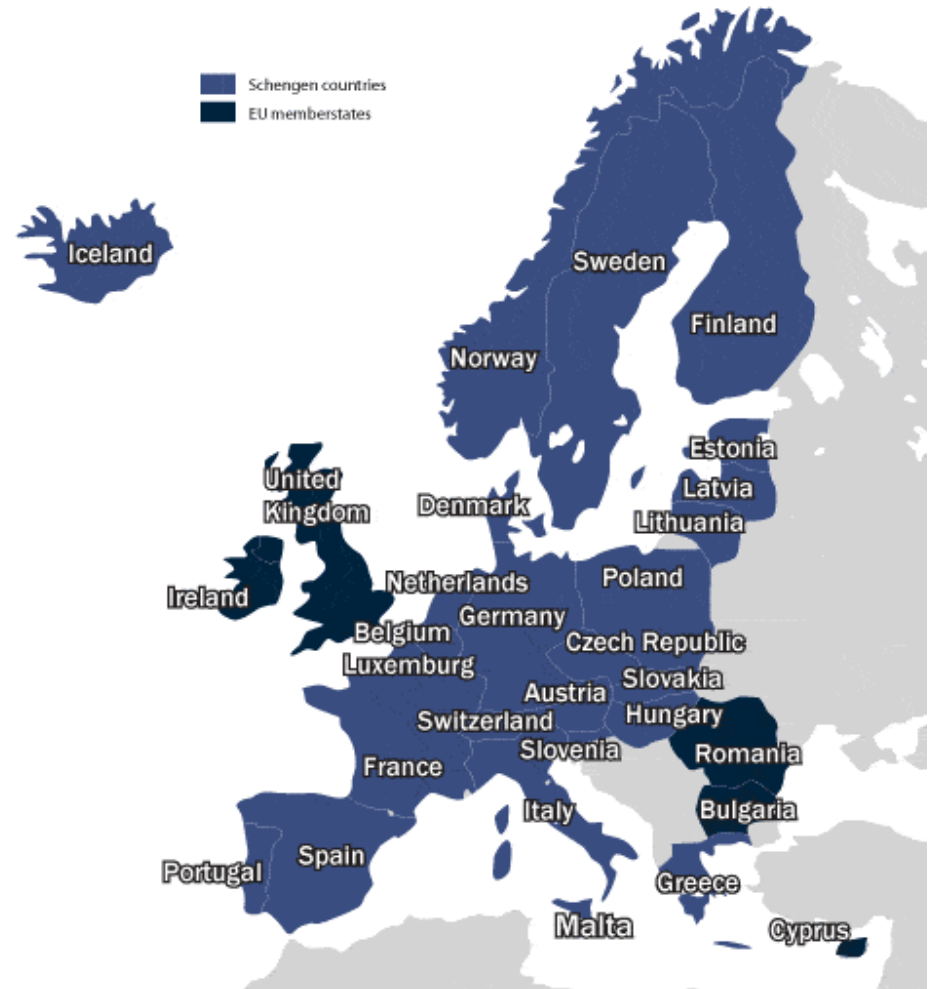 Schengen countries
EU memberstates
Iceland
Sweden
Finland
Norway
Estonia
United
Kingdom
Latvia
Denmark
Lithuania
Netherlands
Poland
Ireland
Germany
Belgium
Czech Republic
Luxemburg
Slovakia
Austria
Switzerland
Hungary
Slovenia
Romania
France
Italy
Bulgaria
Spain
Portugal
Greece
Malta
Cyprus